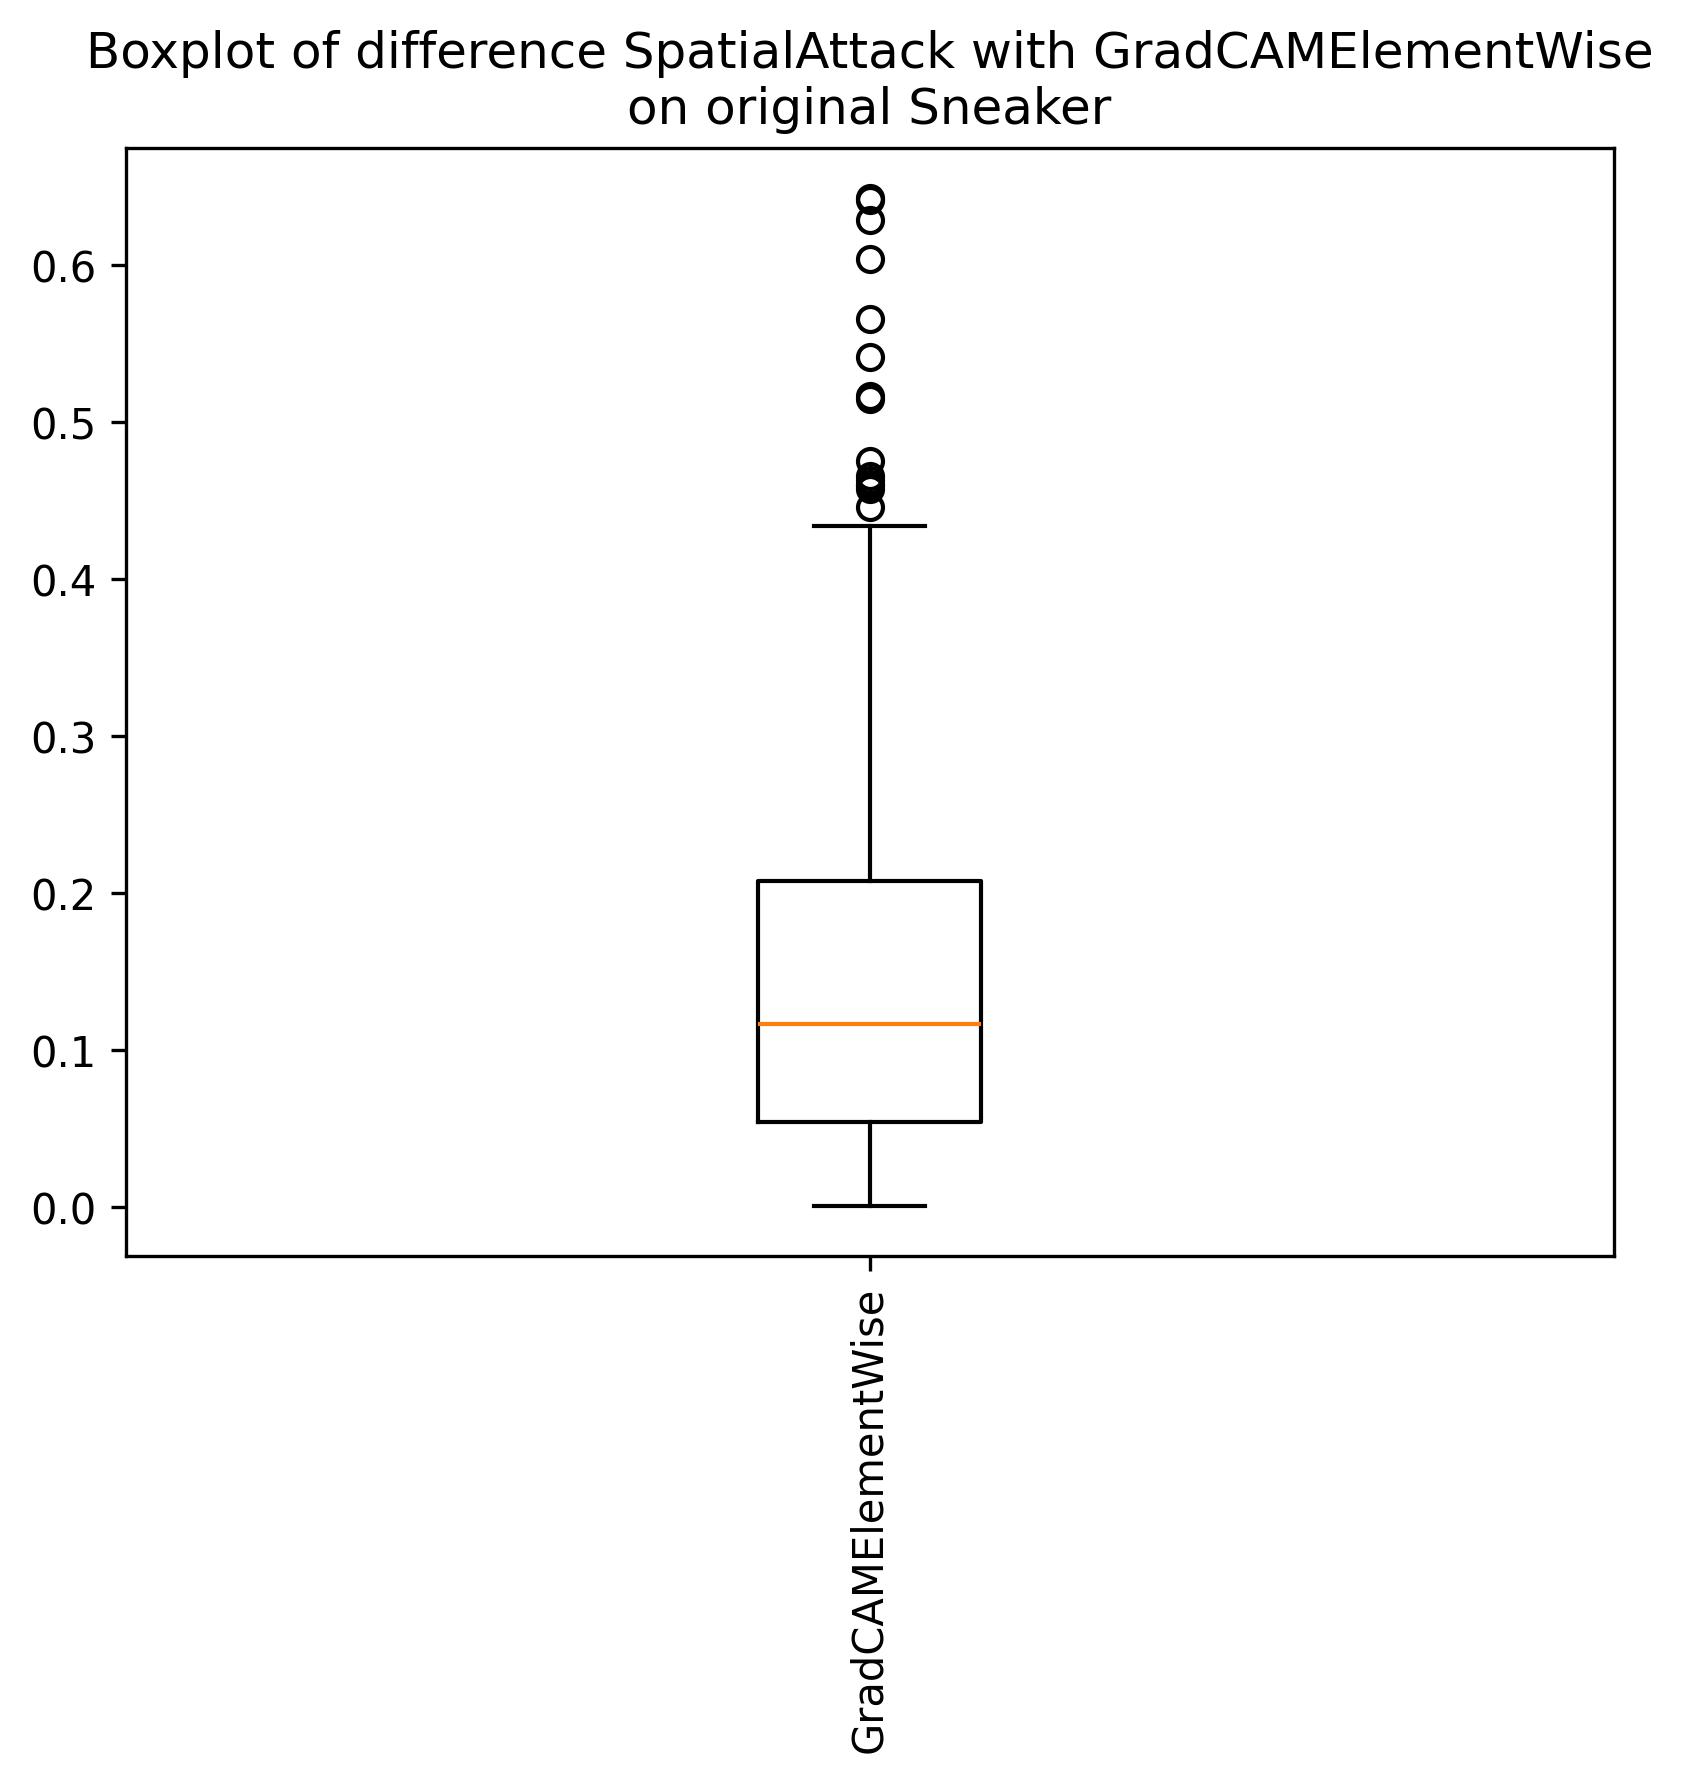 Boxplot of difference SpatialAttack with GradCAMElementWise
on original Sneaker
0.6
0.5
0.4
0.3
0.2
0.1
0.0
GradCAMElementWise